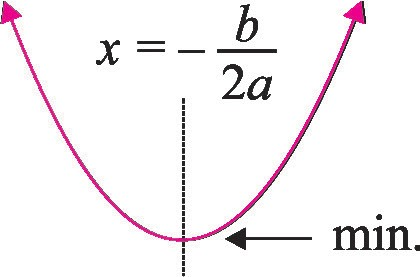 x = – b/2a
min.